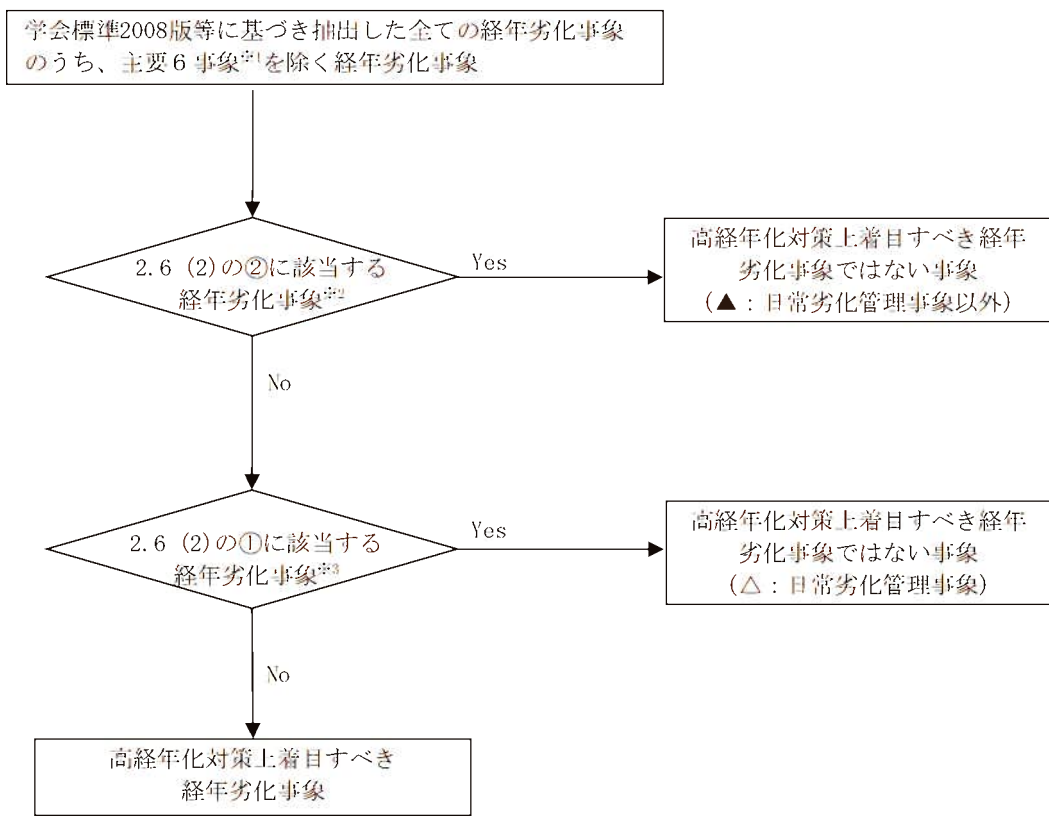 学会標準2008版等に基づき抽出した全ての経年劣化事象
のうち、主要6事象※1を除く経年劣化事象
2.6 (2)の②に該当する
経年劣化事象※2
Yes
高経年化対策上着目すべき経年
劣化事象ではない事象
(▲：日常劣化管理事象以外)
No
2.6 (2)の①に該当する
経年劣化事象※3
Yes
高経年化対策上着目すべき経年
劣化事象ではない事象
(△：日常劣化管理事象)
No
高経年化対策上着目すべき
経年劣化事象